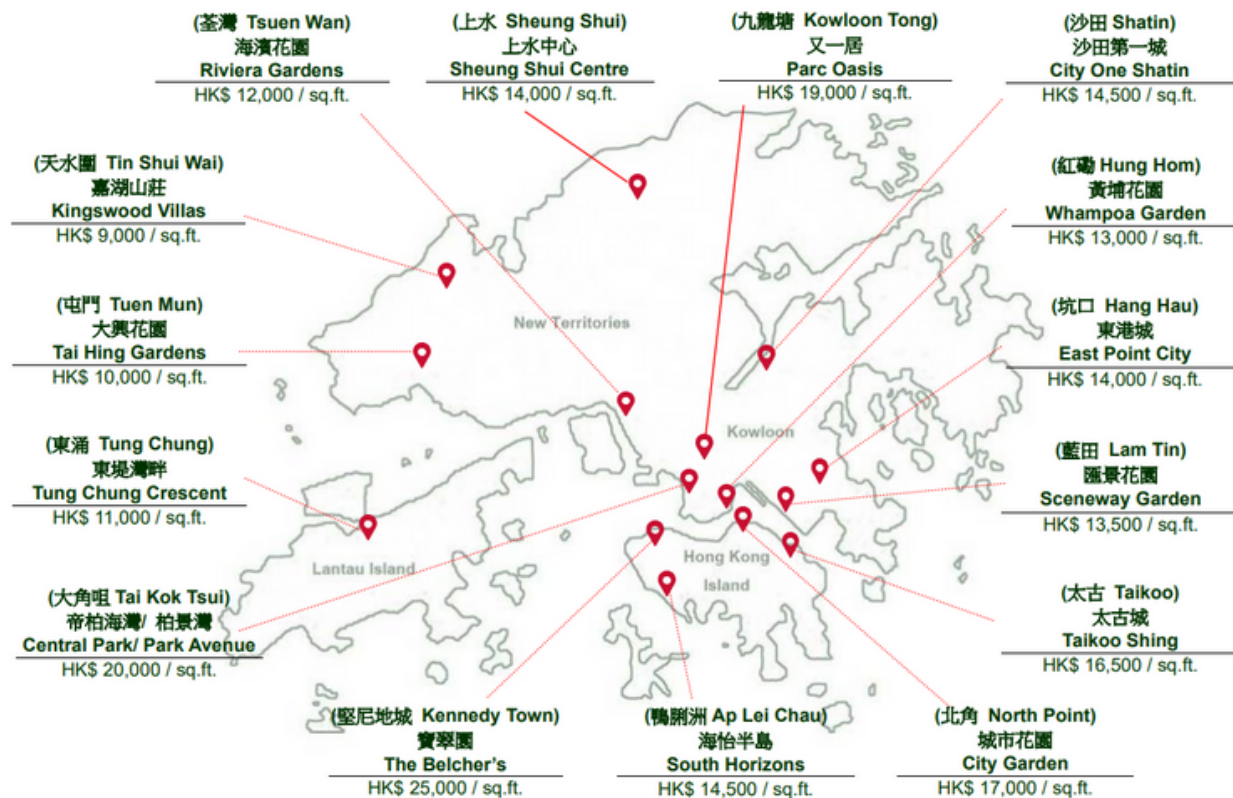 (荃灣 Tsuen Wan)
海濱花園
Riviera Gardens
HK$ 12,000 / sq.ft.
(上水 Sheung Shui)
上水中心
Sheung Shui Centre
HK$ 14,000 / sq.ft.
(九龍塘 Kowloon Tong)
又一居
Parc Oasis
HK$ 19,000 / sq.ft.
(沙田 Shatin)
沙田第一城
City One Shatin
HK$ 14,500 / sq.ft.
(天水圍 Tin Shui Wai)
嘉湖山莊
Kingswood Villas
HK$ 9,000 / sq.ft.
(紅磡 Hung Hom)
黃埔花園
Whampoa Garden
HK$ 13,000 / sq.ft.
(屯門 Tuen Mun)
大興花園
Tai Hing Gardens
HK$ 10,000 / sq.ft.
New Territories
(坑口 Hang Hau)
東港城
East Point City
HK$ 14,000 / sq.ft.
(東涌 Tung Chung)
東堤灣畔
Tung Chung Crescent
HK$ 11,000 / sq.ft.
Kowloon
(藍田 Lam Tin)
匯景花園
Sceneway Garden
HK$ 13,500 / sq.ft.
Lantau Island
Hong Kong
Island
(大角咀 Tai Kok Tsui)
帝柏海灣/ 柏景灣
Central Park/ Park Avenue
HK$ 20,000 / sq.ft.
(太古 Taikoo)
太古城
Taikoo Shing
HK$ 16,500 / sq.ft.
(堅尼地城 Kennedy Town)
寶翠園
The Belcher's
HK$ 25,000 / sq.ft.
(鴨脷洲 Ap Lei Chau)
海怡半島
South Horizons
HK$ 14,500 / sq.ft.
(北角 North Point)
城市花園
City Garden
HK$ 17,000 / sq.ft.